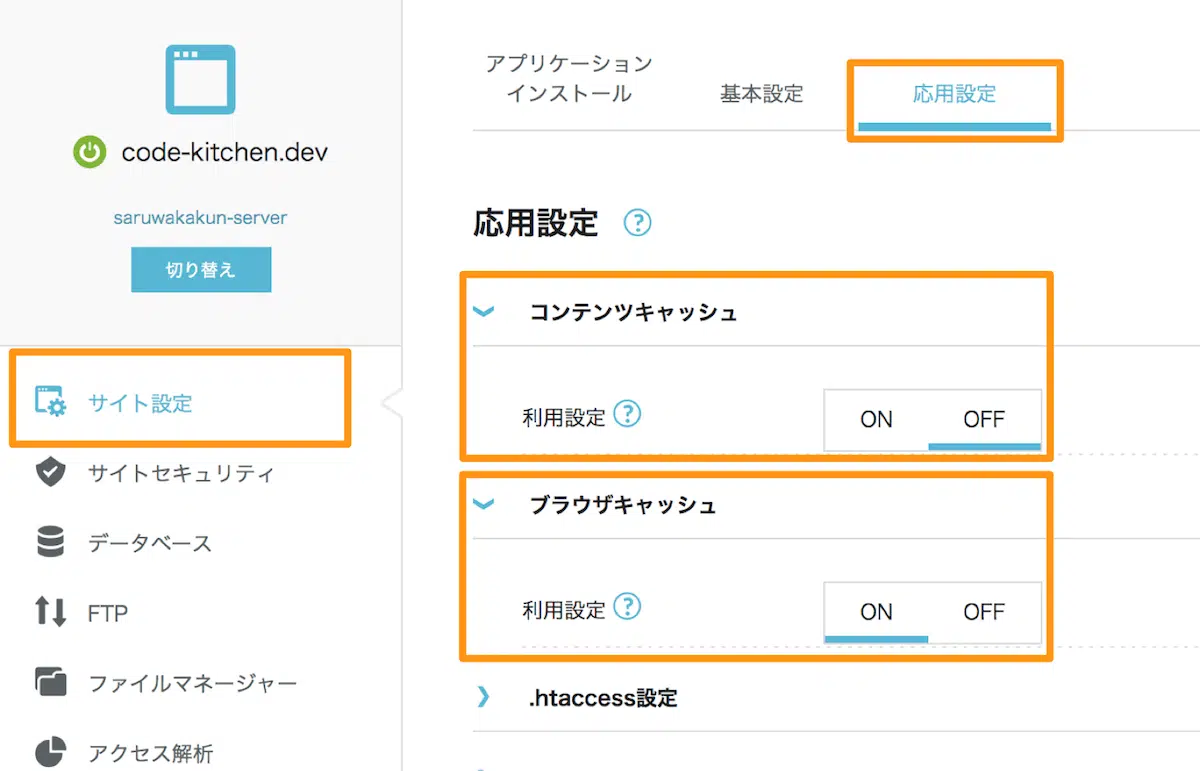 code-kitchen.dev
saruwakakun-server
切り替え
サイト設定
サイトセキュリティ
データベース
FTP
ファイルマネージャー
アクセス解析
アプリケーション
インストール
基本設定
応用設定
応用設定 ?
コンテンツキャッシュ
利用設定 ? ON OFF
ブラウザキャッシュ
利用設定 ? ON OFF
.htaccess設定